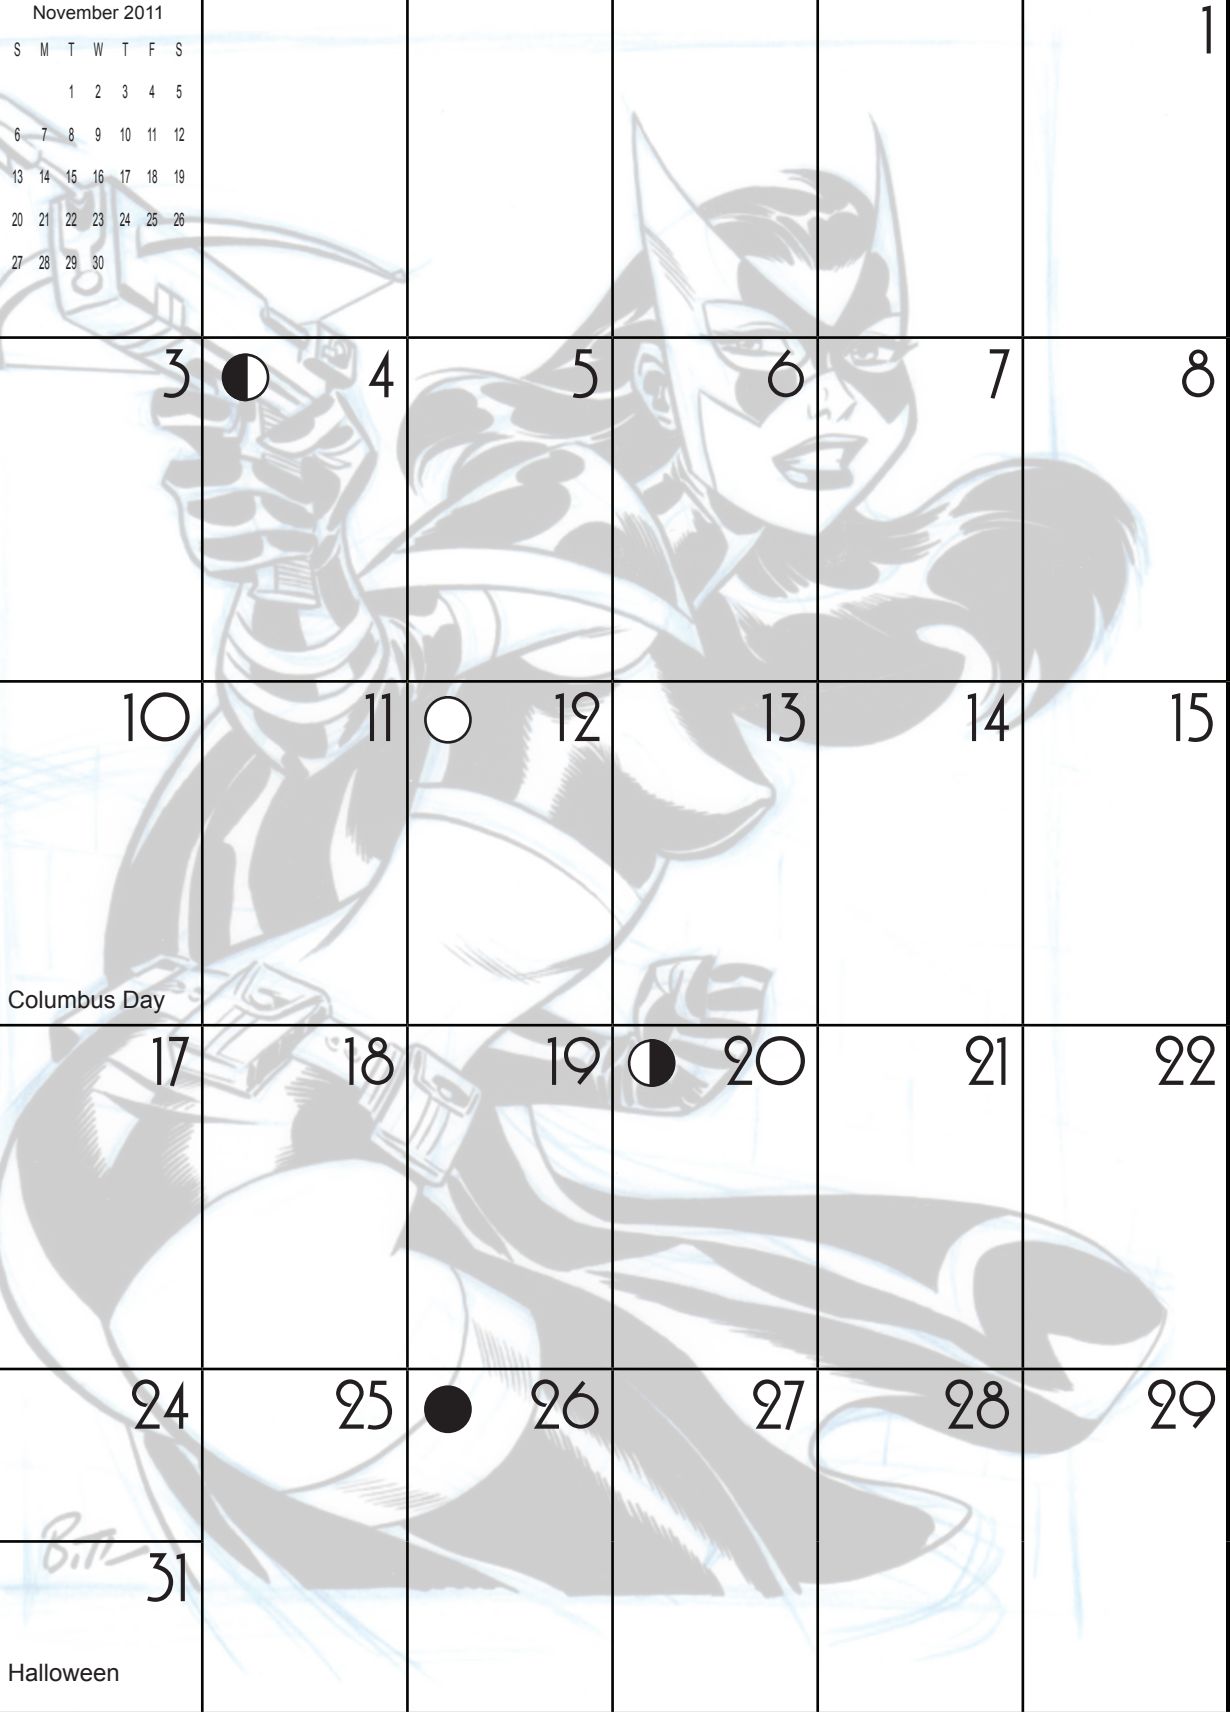 November 2011
S M T W T F S
1 2 3 4 5
6 7 8 9 10 11 12
13 14 15 16 17 18 19
20 21 22 23 24 25 26
27 28 29 30
1
3 4 5 6 7 8
10 11 12 13 14 15
Columbus Day
17 18 19 20 21 22
24 25 26 27 28 29
31
Halloween